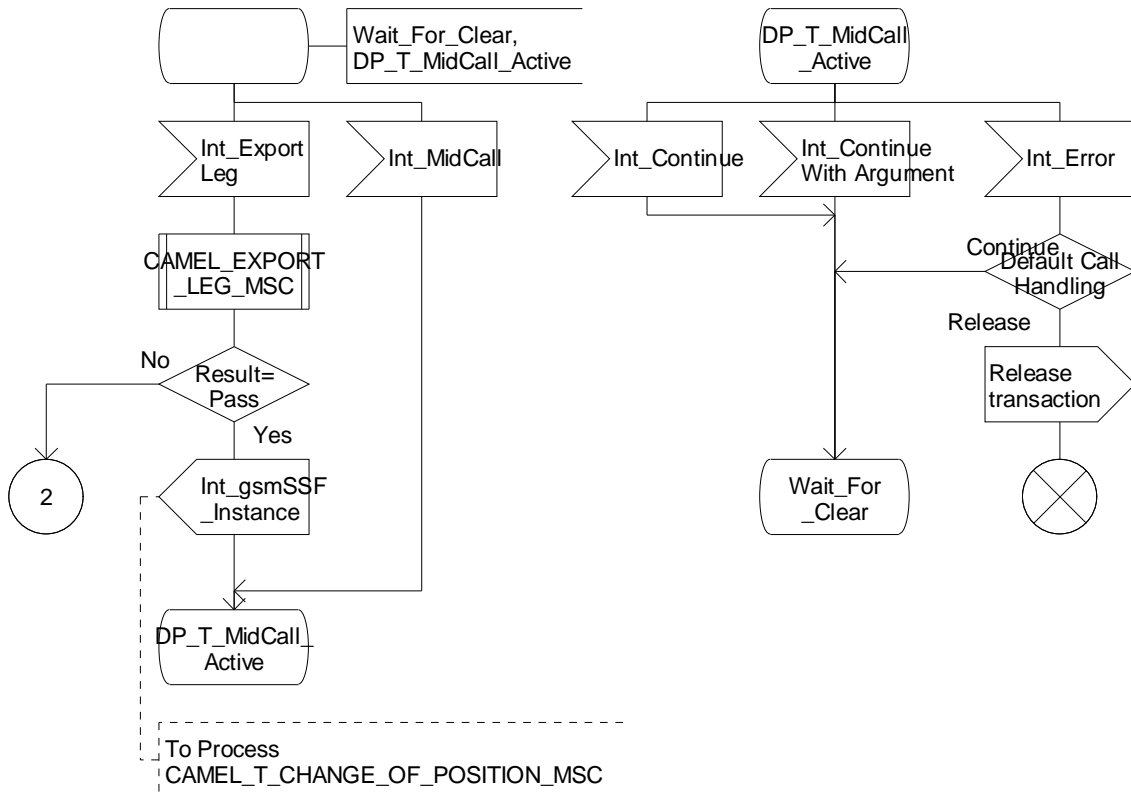 Wait_For_Clear,
DP_T_MidCall_Active
DP_T_MidCall
_Active
Int_Export
Leg
Int_MidCall
Int_Continue
Int_Continue
With Argument
Int_Error
CAMEL_EXPORT
_LEG_MSC
Continue
Default Call
Handling
Release
No
Result=
Pass
Yes
Release
transaction
2
Int_gsmSSF
_Instance
Wait_For
_Clear
DP_T_MidCall_
Active
To Process
CAMEL_T_CHANGE_OF_POSITION_MSC